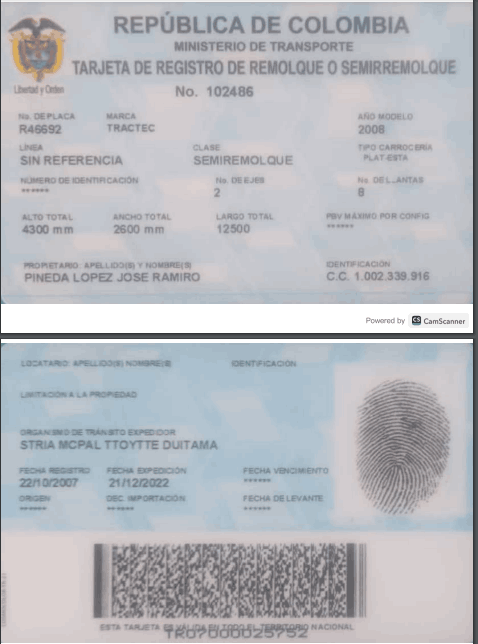 REPÚBLICA DE COLOMBIA
MINISTERIO DE TRANSPORTE
TARJETA DE REGISTRO DE REMOLQUE O SEMIRREMOLQUE
Libertad y Orden
No. 102486
No. DE PLACA MARCA AÑO MODELO
R46692 TRACTEC 2008
LÍNEA CLASE TIPO CARROCERÍA
SIN REFERENCIA SEMIREMOLQUE PLAT-ESTA
NÚMERO DE IDENTIFICACIÓN No. DE EJES No. DE LLANTAS
****** 2 8
ALTO TOTAL ANCHO TOTAL LARGO TOTAL PBV MÁXIMO POR CONFIG
4300 mm 2600 mm 12500 ******
PROPIETARIO: APELLIDO(S) Y NOMBRE(S) IDENTIFICACIÓN
PINEDA LOPEZ JOSE RAMIRO C.C. 1.002.339.916
Powered by CS CamScanner
LOCATARIO: APELLIDO(S) NOMBRE(S) IDENTIFICACIÓN
LIMITACIÓN A LA PROPIEDAD
ORGANISMO DE TRÁNSITO EXPEDIDOR
STRIA MCPAL TTOYTTE DUITAMA
FECHA REGISTRO FECHA EXPEDICIÓN FECHA VENCIMIENTO
22/10/2007 21/12/2022 ******
ORIGEN DEC. IMPORTACIÓN FECHA DE LEVANTE
****** ****** ******
ESTA TARJETA ES VÁLIDA EN TODO EL TERRITORIO NACIONAL
TR07000025752